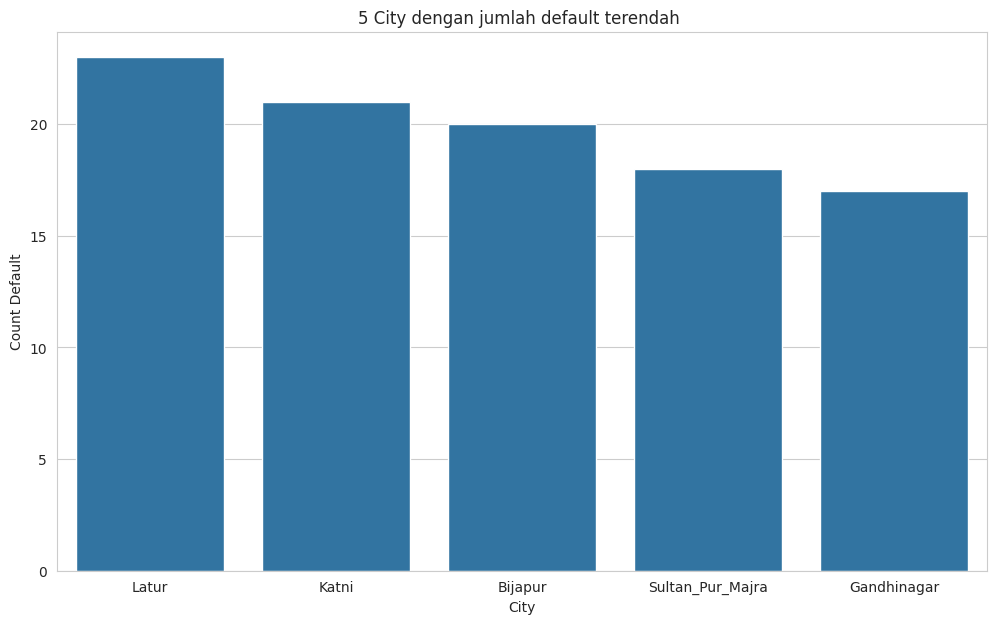 5 City dengan jumlah default terendah
Count Default
20
15
10
5
0
Latur
Katni
Bijapur
Sultan_Pur_Majra
Gandhinagar
City